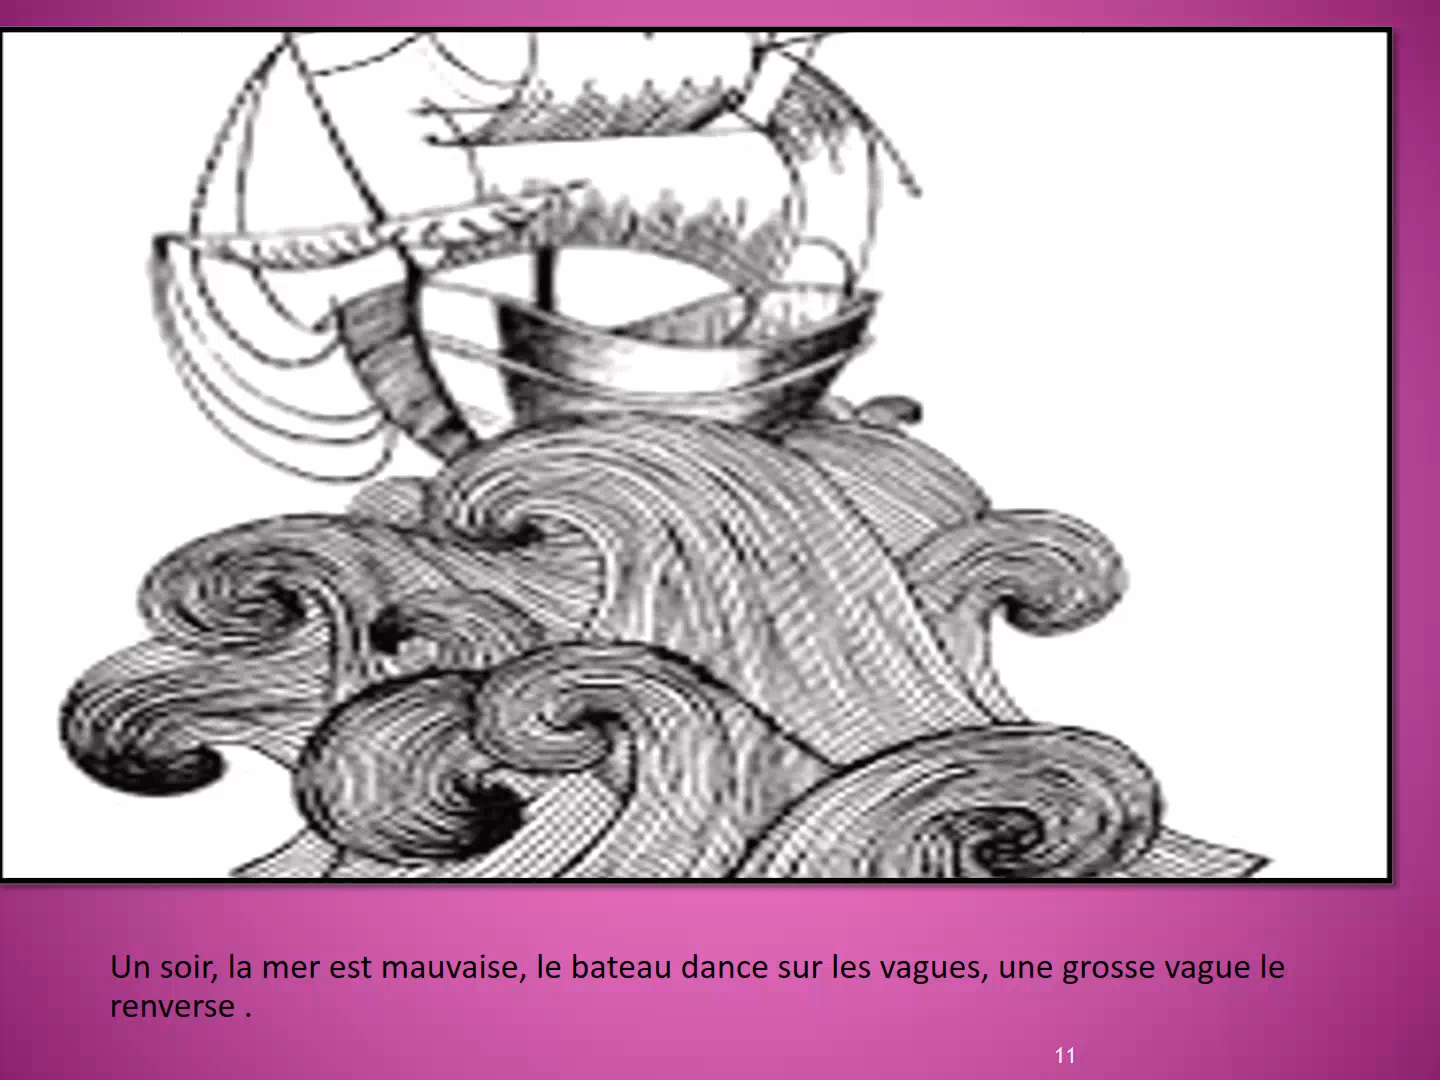 Un soir, la mer est mauvaise, le bateau dance sur les vagues, une grosse vague le
renverse .
11